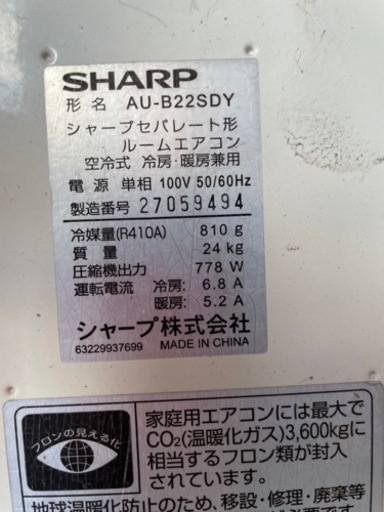 SHARP
形名 AU-B22SDY
シャープセパレート形
ルームエアコン
空冷式 冷房・暖房兼用
電源 単相 100V 50/60Hz
製造番号 27059494
冷媒量(R410A) 810 g
質量 24 kg
圧縮機出力 778 W
運転電流 冷房: 6.8 A
暖房: 5.2 A
シャープ株式会社
63229937699 MADE IN CHINA
フロンの見える化
家庭用エアコンには最大で
CO₂(温暖化ガス)3,600kgに
相当するフロン類が封入
されています。
地球温暖化防止のため、移設・修理・廃棄等